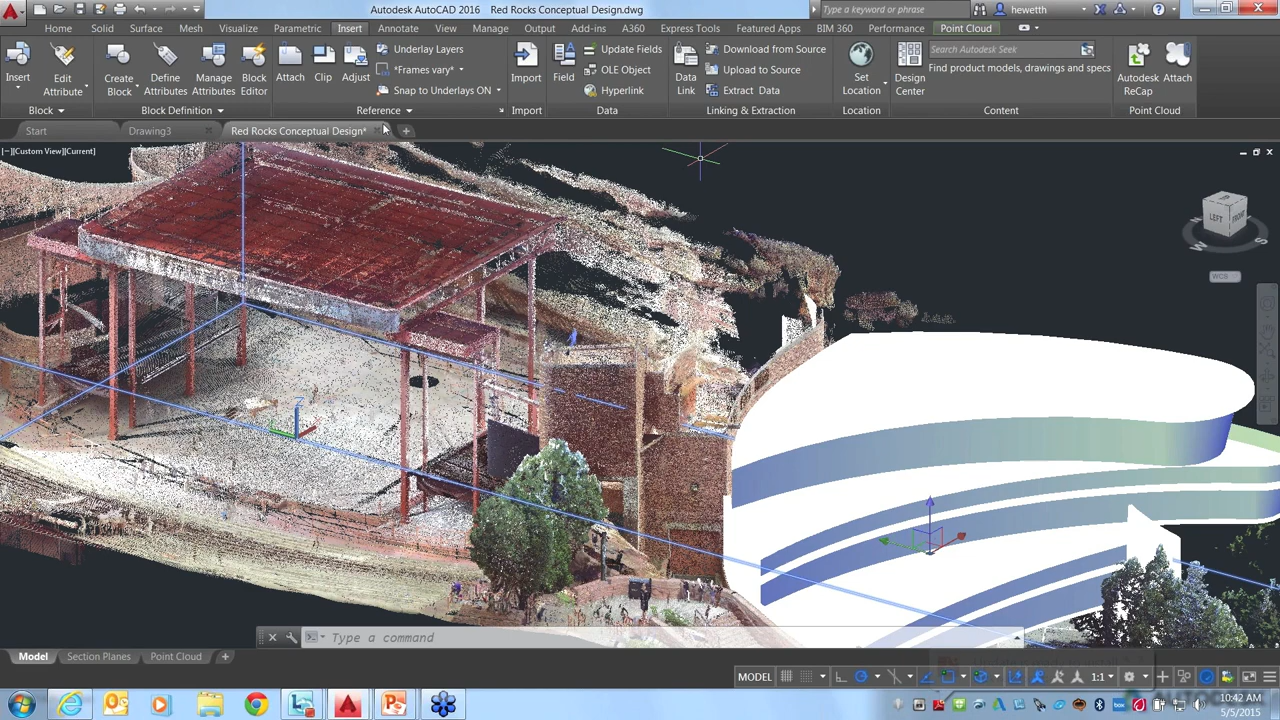 Autodesk AutoCAD 2016 Red Rocks Conceptual Design.dwg Type a keyword or phrase hewetth
Home Solid Surface Mesh Visualize Parametric Insert Annotate View Manage Output Add-ins A360 Express Tools Featured Apps BIM 360 Performance Point Cloud
Insert Edit Attribute Create Block Define Attributes Manage Attributes Block Editor Attach Clip Adjust Underlay Layers
*Frames vary*
Snap to Underlays ON
Import Field Update Fields
OLE Object
Hyperlink
Data Link Download from Source
Upload to Source
Extract Data
Set Location Design Center Search Autodesk Seek
Find product models, drawings and specs
Autodesk ReCap Attach
Block Block Definition Reference Import Data Linking & Extraction Location Content Point Cloud
Start Drawing3 Red Rocks Conceptual Design*
[−][Custom View][Current]
LEFT FRONT
W S
WCS
Z
Type a command
Model Section Planes Point Cloud
MODEL 1:1
10:42 AM
5/5/2015